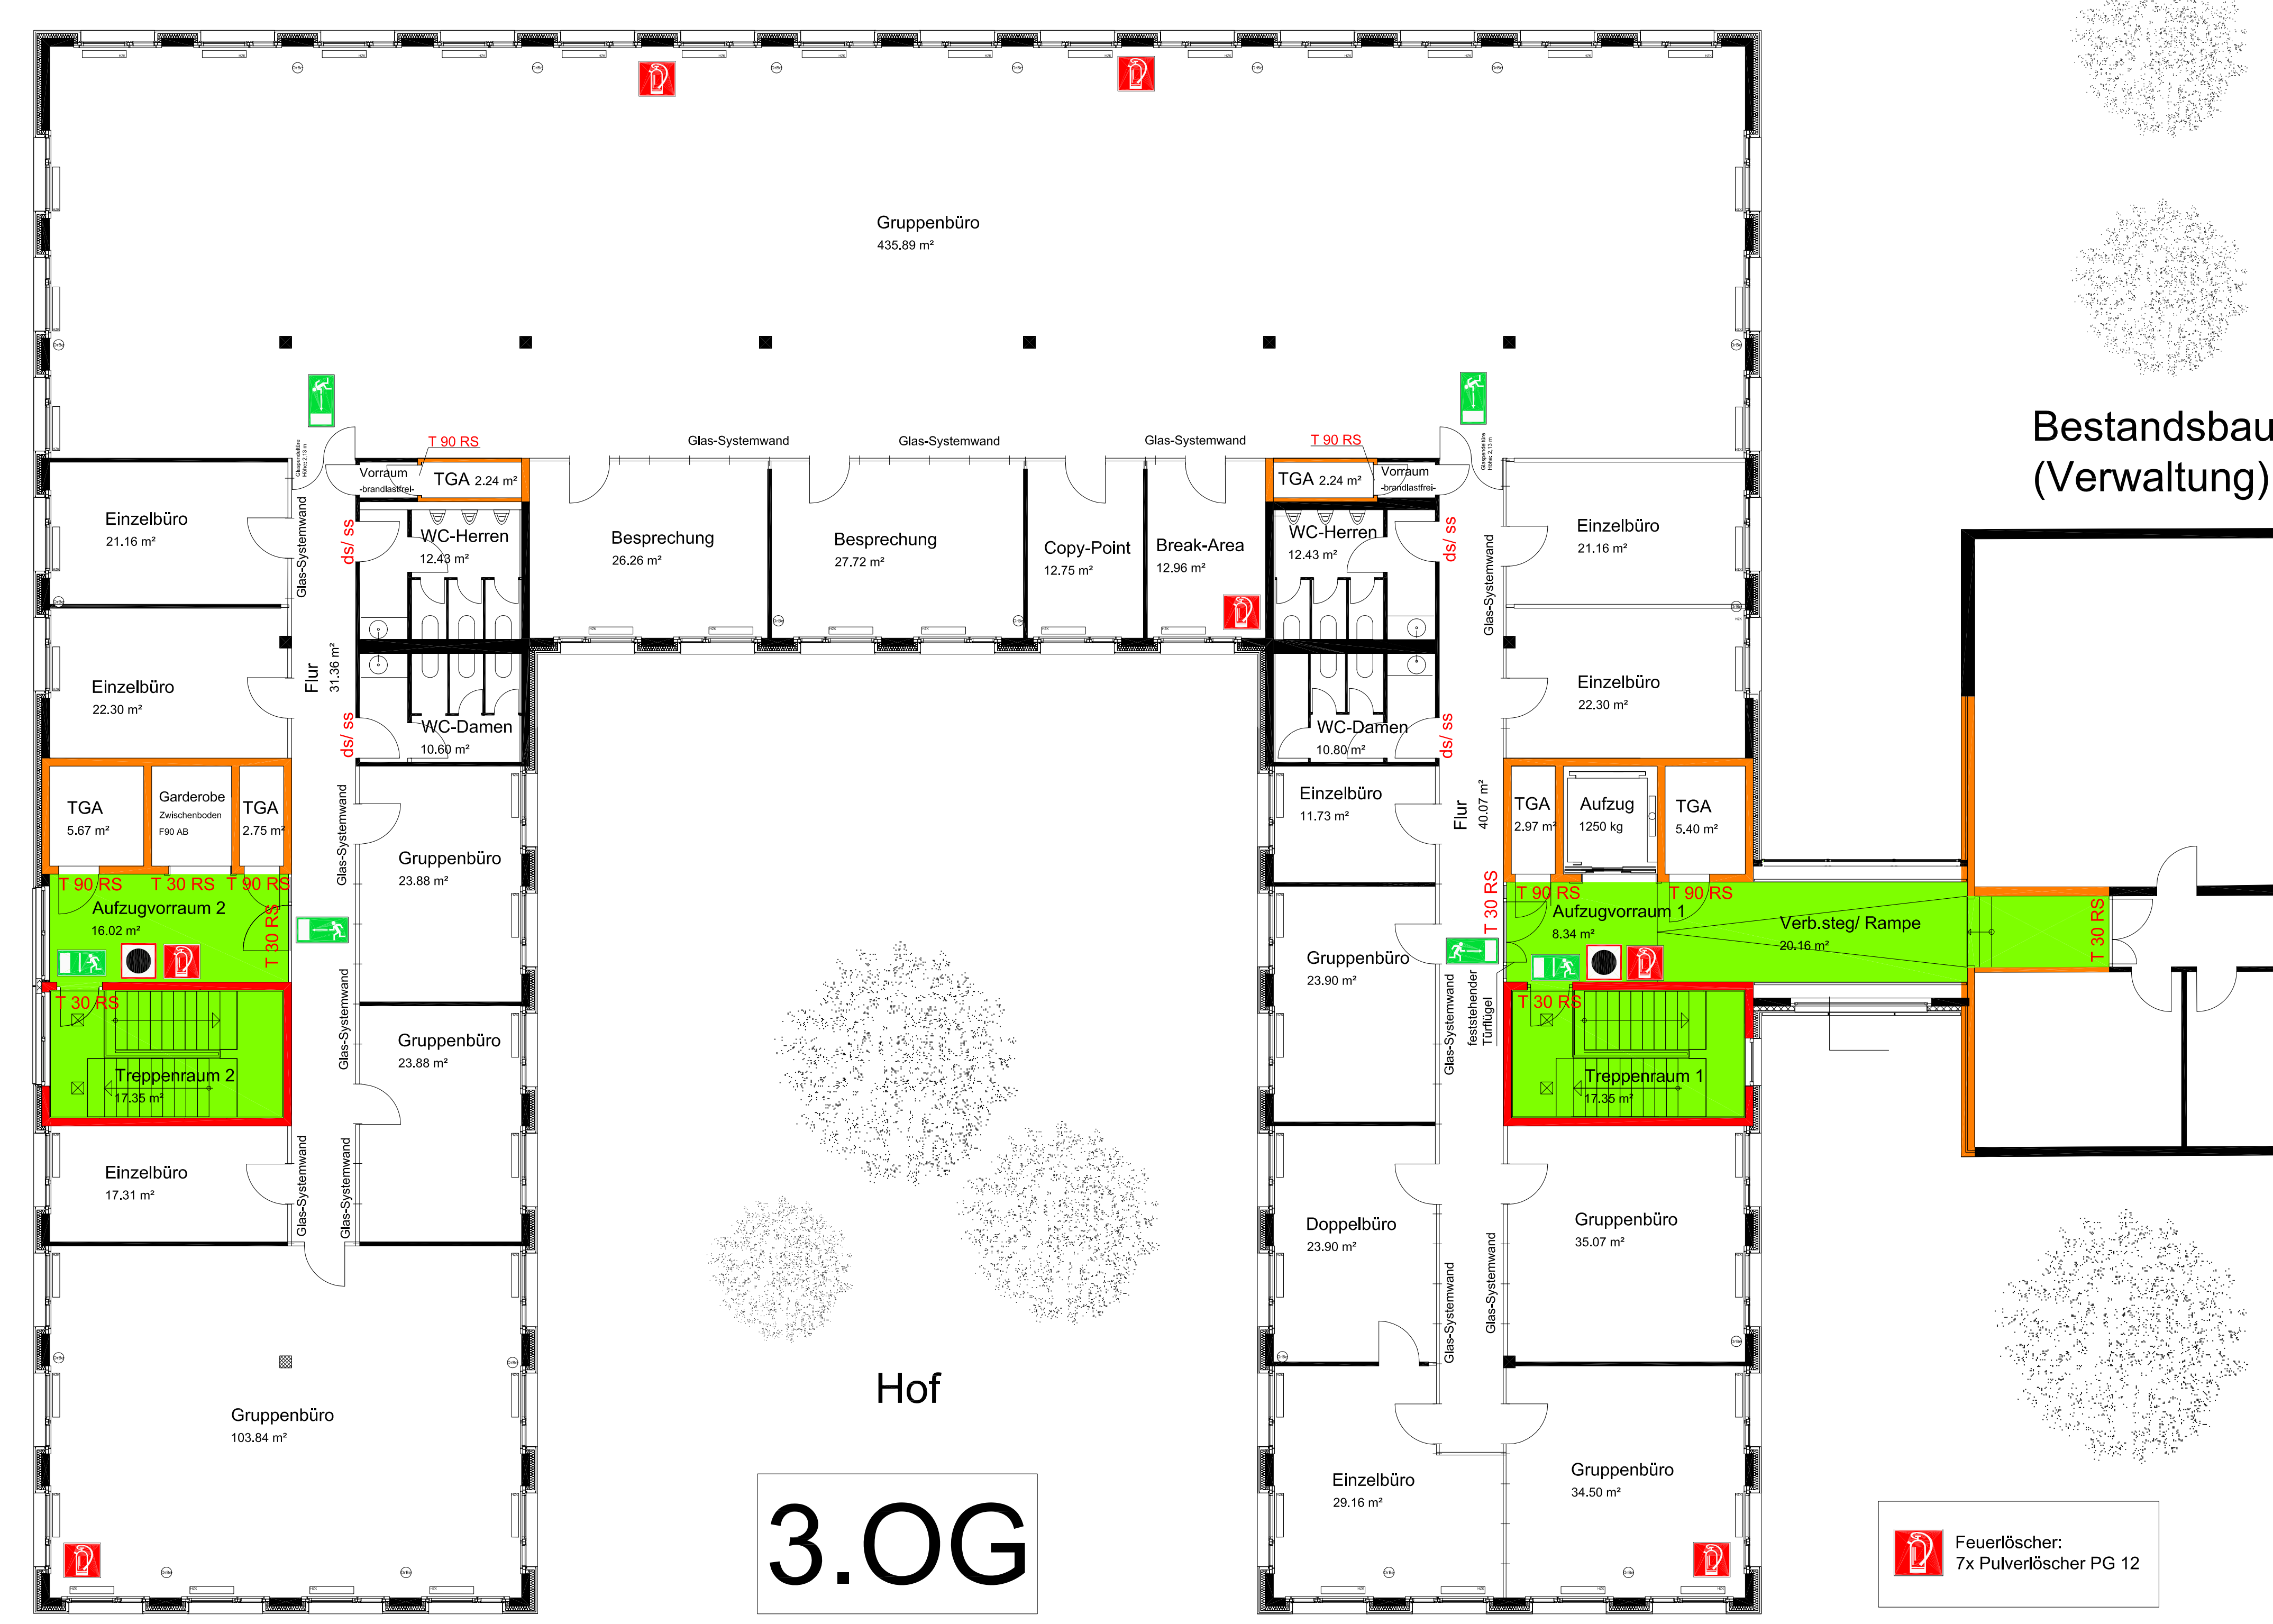 Gruppenbüro
435.89 m²
Bestandsbau
(Verwaltung)
Glaspendeltüre
Höhe: 2,13 m
T 90 RS
Glas-Systemwand
Glas-Systemwand
Glas-Systemwand
T 90 RS
Glaspendeltüre
Höhe: 2,13 m
Vorraum
-brandlastfrei-
TGA 2.24 m²
TGA 2.24 m²
Vorraum
-brandlastfrei-
Einzelbüro
21.16 m²
Glas-Systemwand
ds/ ss
WC-Herren
12.43 m²
Besprechung
26.26 m²
Besprechung
27.72 m²
Copy-Point
12.75 m²
Break-Area
12.96 m²
WC-Herren
12.43 m²
ds/ ss
Glas-Systemwand
Einzelbüro
21.16 m²
Einzelbüro
22.30 m²
Flur
31.36 m²
ds/ ss
WC-Damen
10.60 m²
WC-Damen
10.80 m²
ds/ ss
Einzelbüro
22.30 m²
TGA
5.67 m²
Garderobe
Zwischenboden
F90 AB
TGA
2.75 m²
Glas-Systemwand
Gruppenbüro
23.88 m²
Einzelbüro
11.73 m²
Flur
40.07 m²
TGA
2.97 m²
Aufzug
1250 kg
TGA
5.40 m²
T 90 RS
T 30 RS
T 90 RS
Aufzugvorraum 2
16.02 m²
T 30 RS
T 30 RS
T 90 RS
T 90 RS
Aufzugvorraum 1
8.34 m²
Verb.steg/ Rampe
20.16 m²
T 30 RS
Gruppenbüro
23.90 m²
Glas-Systemwand
feststehender
Türflügel
T 30 RS
Treppenraum 2
17.35 m²
Glas-Systemwand
Gruppenbüro
23.88 m²
T 30 RS
Treppenraum 1
17.35 m²
Einzelbüro
17.31 m²
Glas-Systemwand
Glas-Systemwand
Doppelbüro
23.90 m²
Glas-Systemwand
Glas-Systemwand
Gruppenbüro
35.07 m²
Gruppenbüro
103.84 m²
Hof
3.OG
Einzelbüro
29.16 m²
Gruppenbüro
34.50 m²
Feuerlöscher:
7x Pulverlöscher PG 12